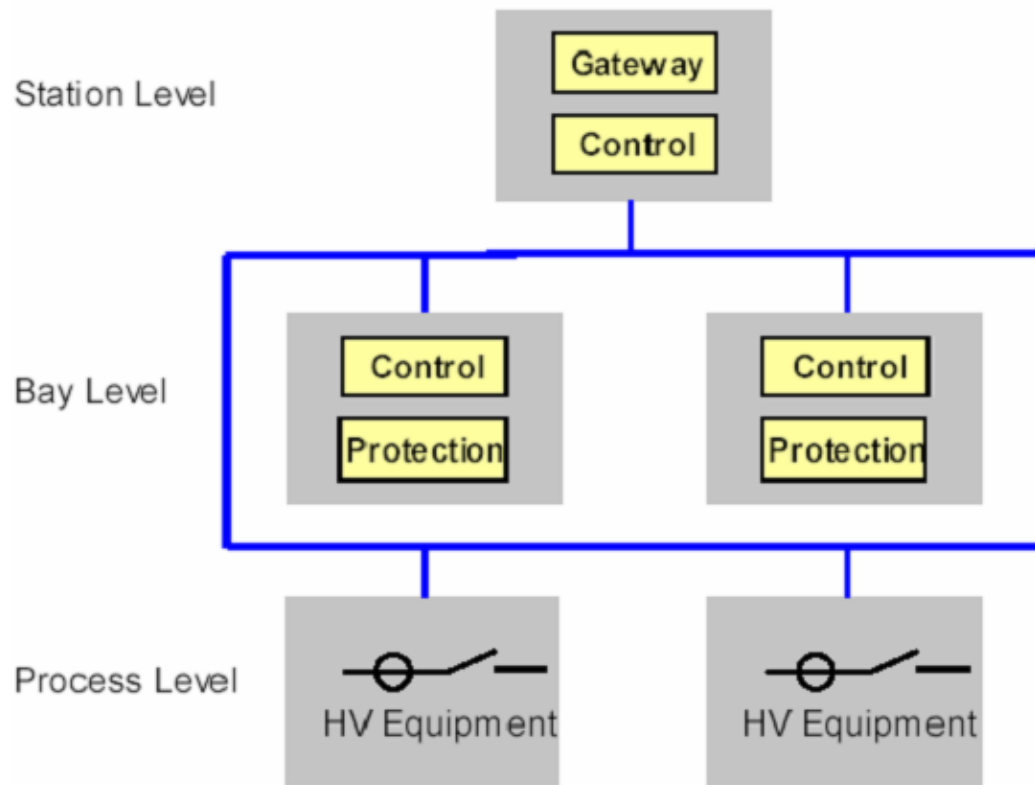 Station Level
Gateway
Control
Bay Level
Control
Protection
Control
Protection
Process Level
HV Equipment
HV Equipment